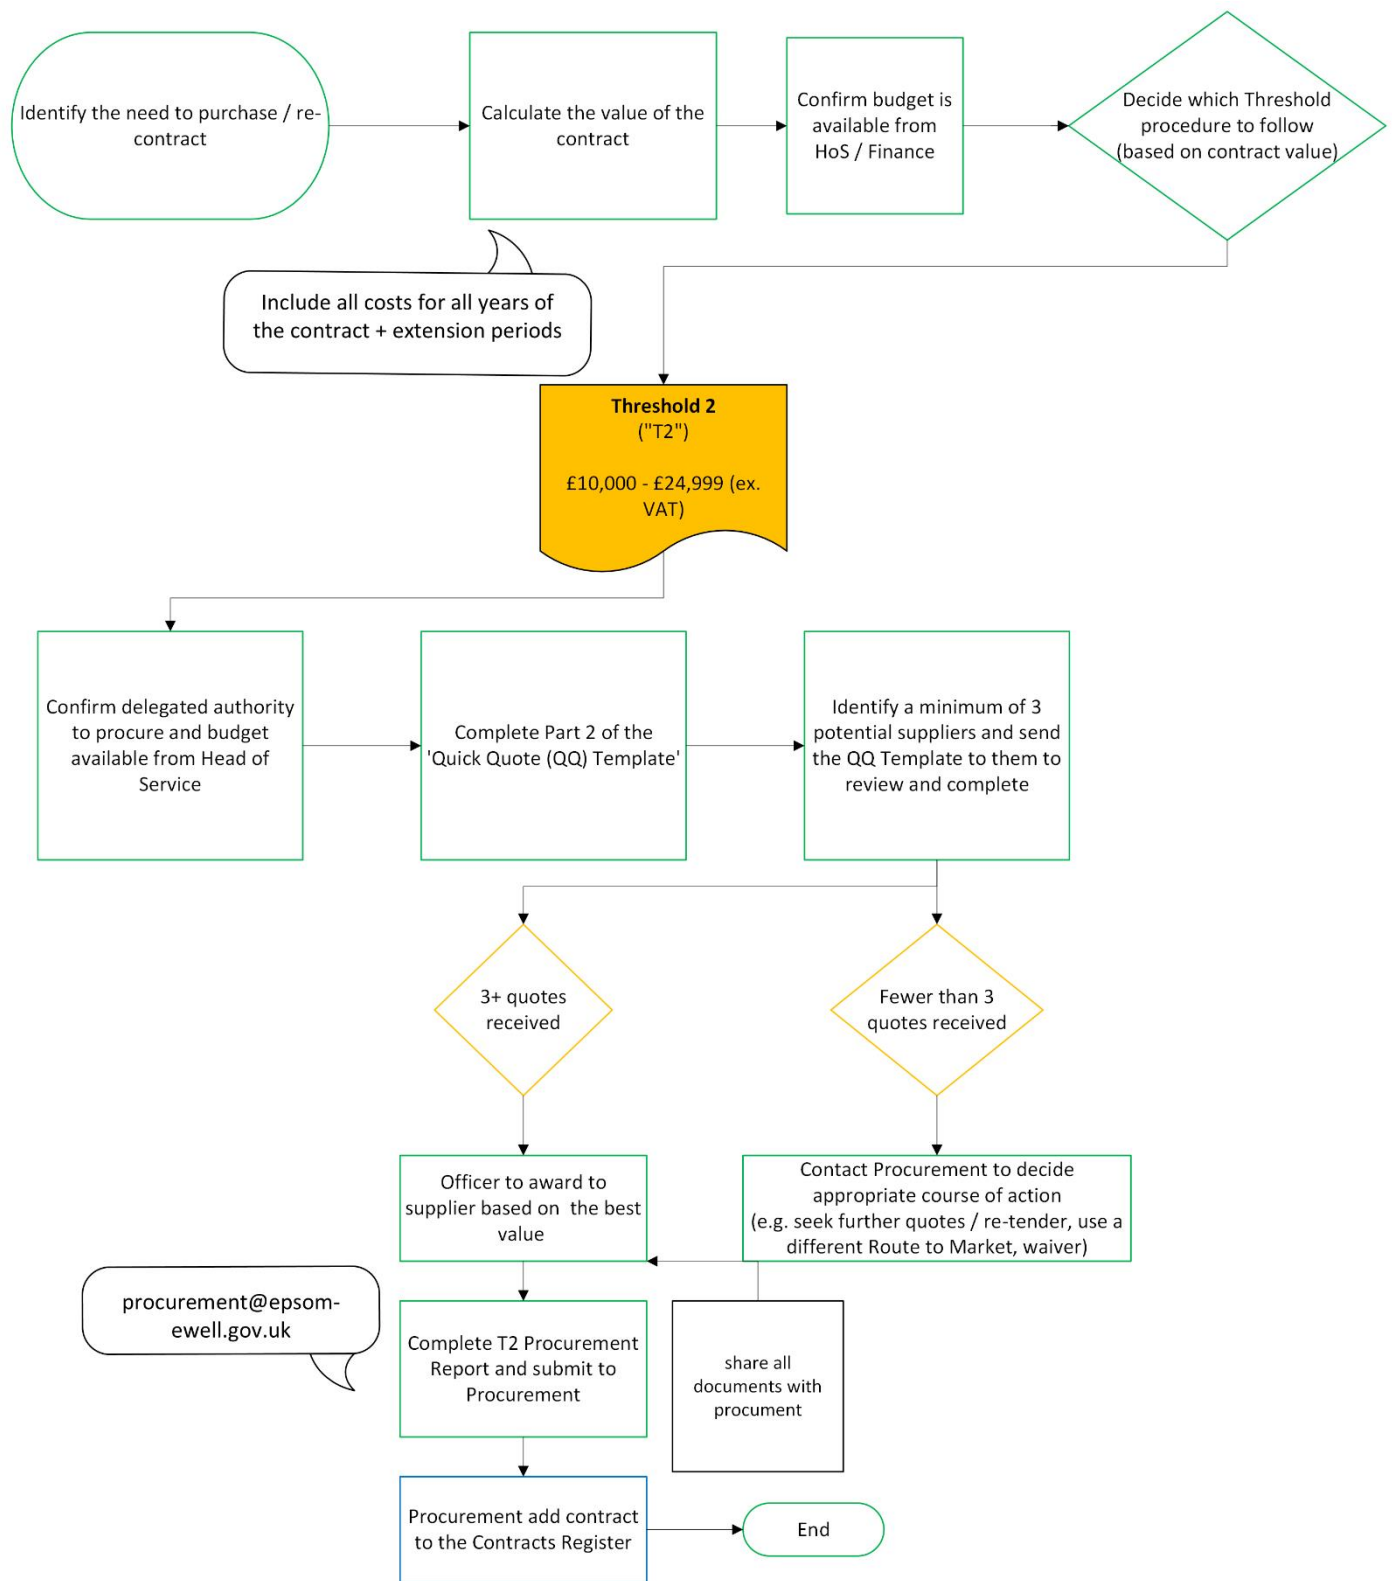 Identify the need to purchase / re-
contract
Calculate the value of the
contract
Confirm budget is
available from
HoS / Finance
Decide which Threshold
procedure to follow
(based on contract value)
Include all costs for all years of
the contract + extension periods
Threshold 2
("T2")
£10,000 - £24,999 (ex.
VAT)
Confirm delegated authority
to procure and budget
available from Head of
Service
Complete Part 2 of the
'Quick Quote (QQ) Template'
Identify a minimum of 3
potential suppliers and send
the QQ Template to them to
review and complete
3+ quotes
received
Fewer than 3
quotes received
Officer to award to
supplier based on  the best
value
Contact Procurement to decide
appropriate course of action
(e.g. seek further quotes / re-tender, use a
different Route to Market, waiver)
procurement@epsom-
ewell.gov.uk
Complete T2 Procurement
Report and submit to
Procurement
share all
documents with
procument
Procurement add contract
to the Contracts Register
End